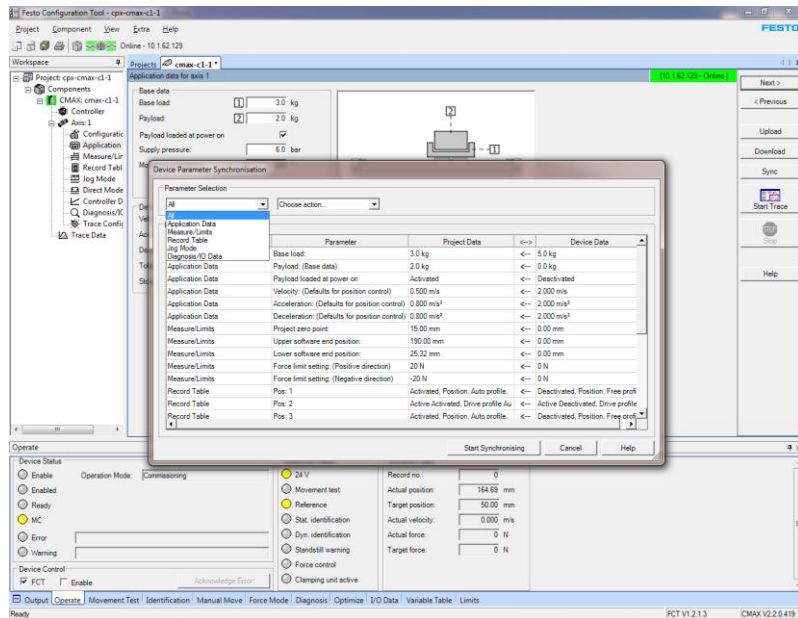 Festo Configuration Tool - cpx-cmax-c1-1
Project Component View Extra Help
FESTO
Online - 10.1.62.129
Workspace
Projects cmax-c1-1 *
Project: cpx-cmax-c1-1
Components
CMAX: cmax-c1-1
Controller
Axis: 1
Configuratic
Application
Measure/Lir
Record Tabl
Jog Mode
Direct Mode
Controller D
Diagnosis/IC
Trace Config
Trace Data
Application data for axis 1
[10.1.62.129 - Online]
Base data
Base load: 1 3.0 kg
Payload: 2 2.0 kg
Payload loaded at power on
Supply pressure: 6.0 bar
2
1
Next >
< Previous
Upload
Download
Sync
Start Trace
Stop
Help
Device Parameter Synchronisation
Parameter Selection
All Choose action...
All
Application Data
Measure/Limits
Record Table
Jog Mode
Diagnosis/IO Data
Parameter Project Data <--> Device Data
Base load: 3.0 kg <-- 5.0 kg
Application Data Payload: (Base data) 2.0 kg <-- 0.0 kg
Application Data Payload loaded at power on Activated <-- Deactivated
Application Data Velocity: (Defaults for position control) 0.500 m/s <-- 2.000 m/s
Application Data Acceleration: (Defaults for position control) 0.800 m/s² <-- 2.000 m/s²
Application Data Deceleration: (Defaults for position control) 0.800 m/s² <-- 2.000 m/s²
Measure/Limits Project zero point: 15.00 mm <-- 0.00 mm
Measure/Limits Upper software end position: 190.00 mm <-- 0.00 mm
Measure/Limits Lower software end position: 25.32 mm <-- 0.00 mm
Measure/Limits Force limit setting: (Positive direction) 20 N <-- 0 N
Measure/Limits Force limit setting: (Negative direction) -20 N <-- 0 N
Record Table Pos: 1 Activated, Position, Auto profile. <-- Deactivated, Position, Free profi
Record Table Pos: 2 Active Activated, Drive profile Au <-- Active Deactivated, Drive profile
Record Table Pos: 3 Activated, Position, Auto profile. <-- Deactivated, Position, Free profi
Start Synchronising Cancel Help
Operate
Device Status
Enable Operation Mode: Commissioning
Enabled
Ready
MC
Error
Warning
Device Control
FCT Enable Acknowledge Error!
24 V
Movement test
Reference
Stat. identification
Dyn. identification
Standstill warning
Force control
Clamping unit active
Record no.: 0
Actual position: 164.69 mm
Target position: 50.00 mm
Actual velocity: 0.000 m/s
Actual force: 0 N
Target force: 0 N
Output Operate Movement Test Identification Manual Move Force Mode Diagnosis Optimize I/O Data Variable Table Limits
Ready
FCT V1.2.1.3 CMAX V2.2.0.419